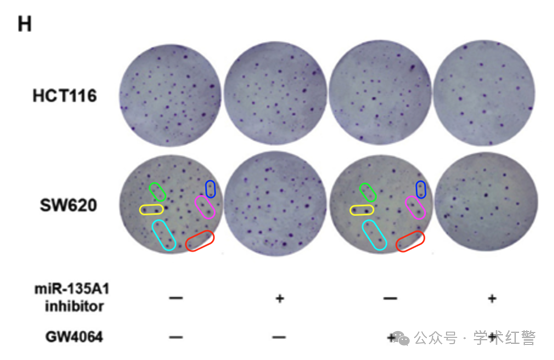 H
HCT116
SW620
miR-135A1 inhibitor — + — +
GW4064 — — + +
公众号 · 学术红警